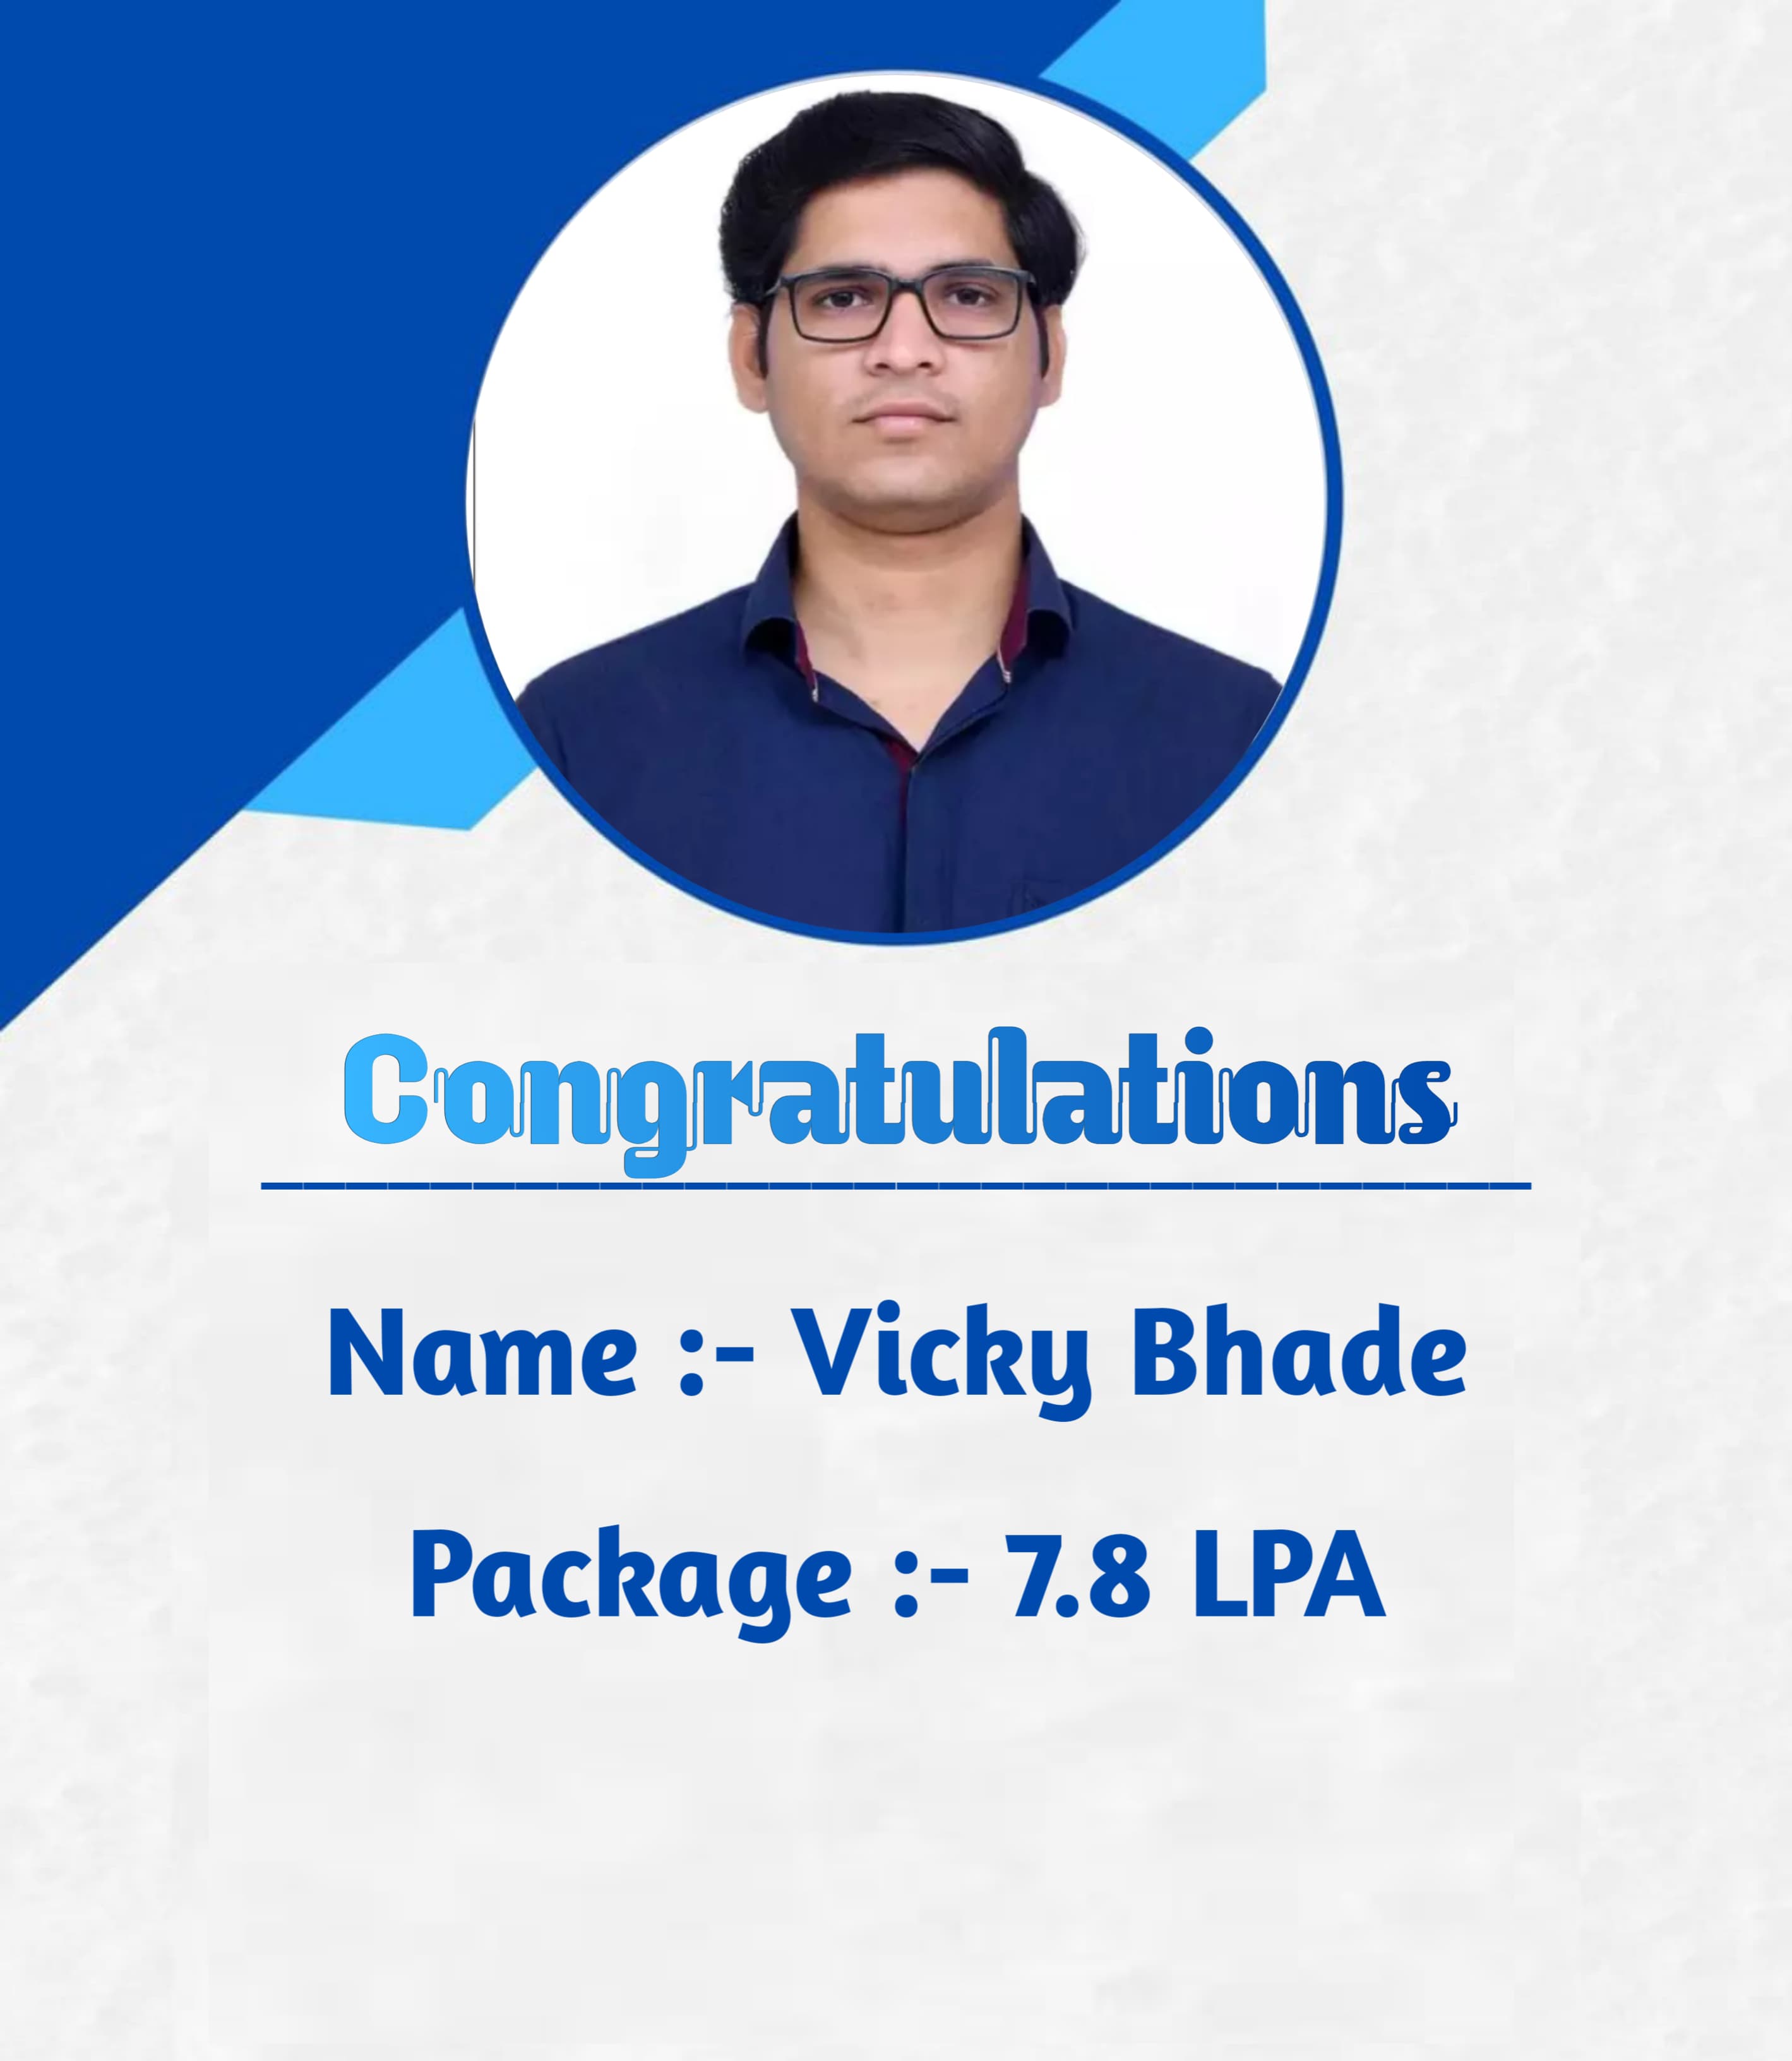 Congratulations
Name :- Vicky Bhade
Package :- 7.8 LPA